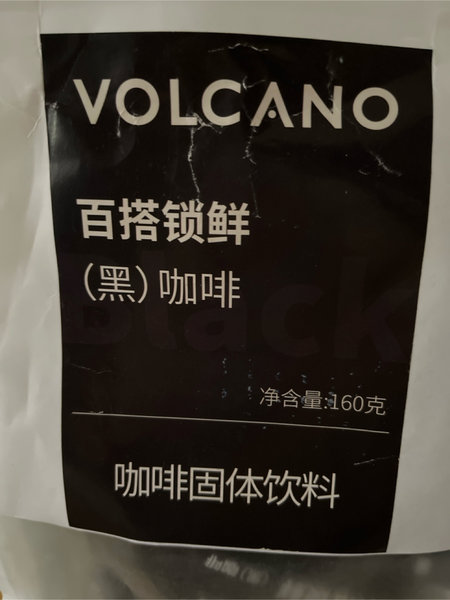 VOLCANO
百搭锁鲜
（黑）咖啡
Black
净含量:160克
咖啡固体饮料